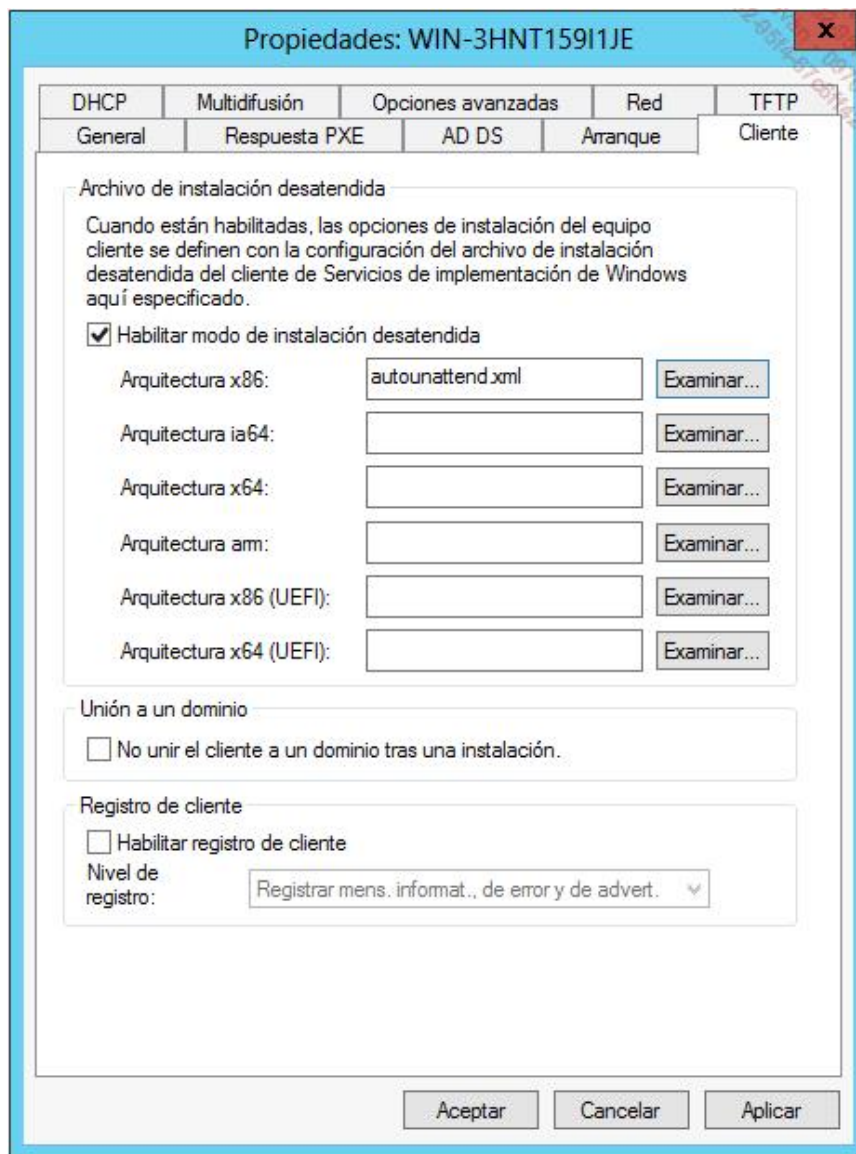 Propiedades: WIN-3HNT159I1JE
x
DHCP Multidifusión Opciones avanzadas Red TFTP
General Respuesta PXE AD DS Arranque Cliente
Archivo de instalación desatendida
Cuando están habilitadas, las opciones de instalación del equipo
cliente se definen con la configuración del archivo de instalación
desatendida del cliente de Servicios de implementación de Windows
aquí especificado.
Habilitar modo de instalación desatendida
Arquitectura x86: autounattend.xml Examinar...
Arquitectura ia64: Examinar...
Arquitectura x64: Examinar...
Arquitectura arm: Examinar...
Arquitectura x86 (UEFI): Examinar...
Arquitectura x64 (UEFI): Examinar...
Unión a un dominio
No unir el cliente a un dominio tras una instalación.
Registro de cliente
Habilitar registro de cliente
Nivel de
registro: Registrar mens. informat., de error y de advert.
Aceptar Cancelar Aplicar